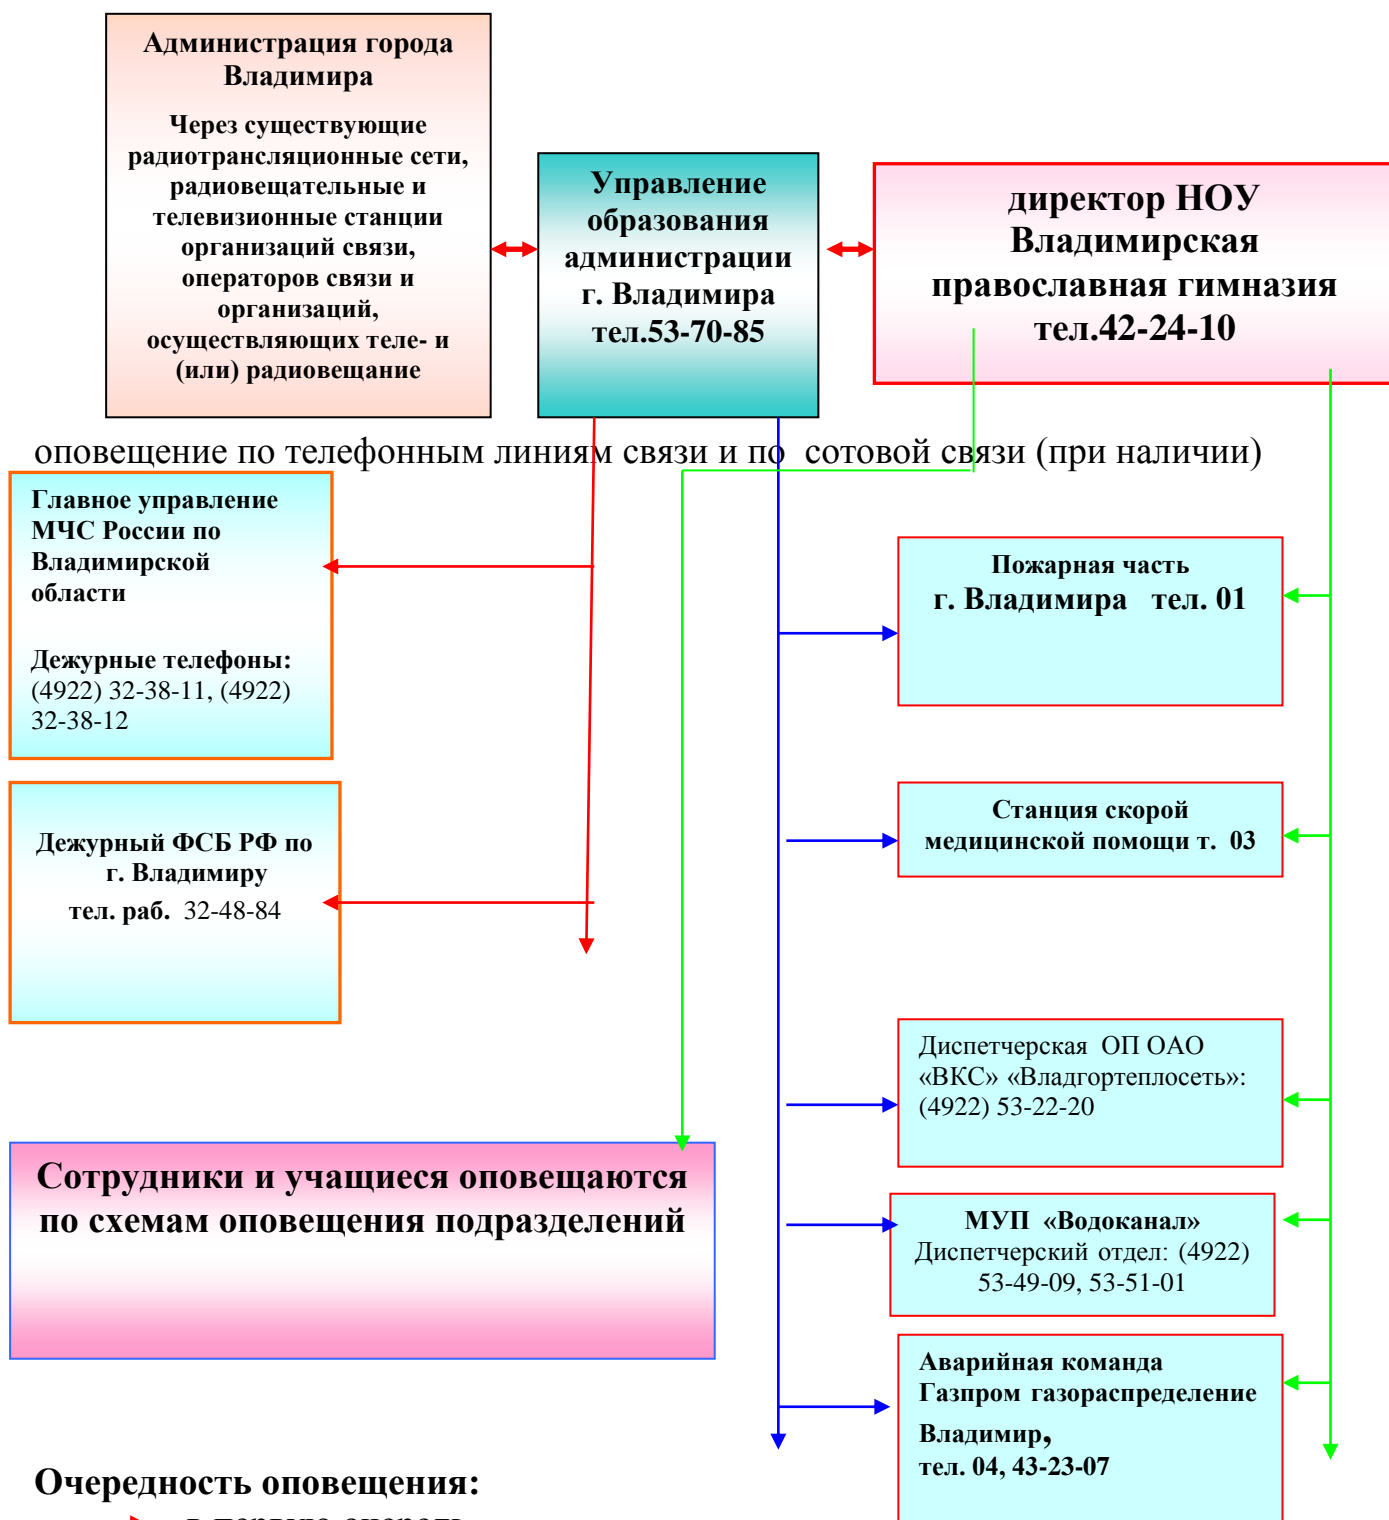 Администрация города
Владимира
Через существующие
радиотрансляционные сети,
радиовещательные и
телевизионные станции
организаций связи,
операторов связи и
организаций,
осуществляющих теле- и
(или) радиовещание
Управление
образования
администрации
г. Владимира
тел.53-70-85
директор НОУ
Владимирская
православная гимназия
тел.42-24-10
оповещение по телефонным линиям связи и по сотовой связи (при наличии)
Главное управление
МЧС России по
Владимирской
области
Дежурные телефоны:
(4922) 32-38-11, (4922)
32-38-12
Пожарная часть
г. Владимира тел. 01
Дежурный ФСБ РФ по
г. Владимиру
тел. раб. 32-48-84
Станция скорой
медицинской помощи т. 03
Диспетчерская ОП ОАО
«ВКС» «Владгортеплосеть»:
(4922) 53-22-20
Сотрудники и учащиеся оповещаются
по схемам оповещения подразделений
МУП «Водоканал»
Диспетчерский отдел: (4922)
53-49-09, 53-51-01
Аварийная команда
Газпром газораспределение
Владимир,
тел. 04, 43-23-07
Очередность оповещения:
в первую очередь